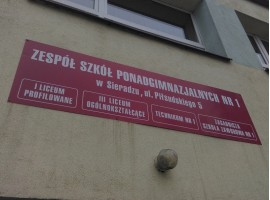 ZESPÓŁ SZKÓŁ PONADGIMNAZJALNYCH NR 1
w Sieradzu, ul. Piłsudskiego 5
I LICEUM
PROFILOWANE
III LICEUM
OGÓLNOKSZTAŁCĄCE
TECHNIKUM NR 1
ZASADNICZA
SZKOŁA ZAWODOWA NR 1